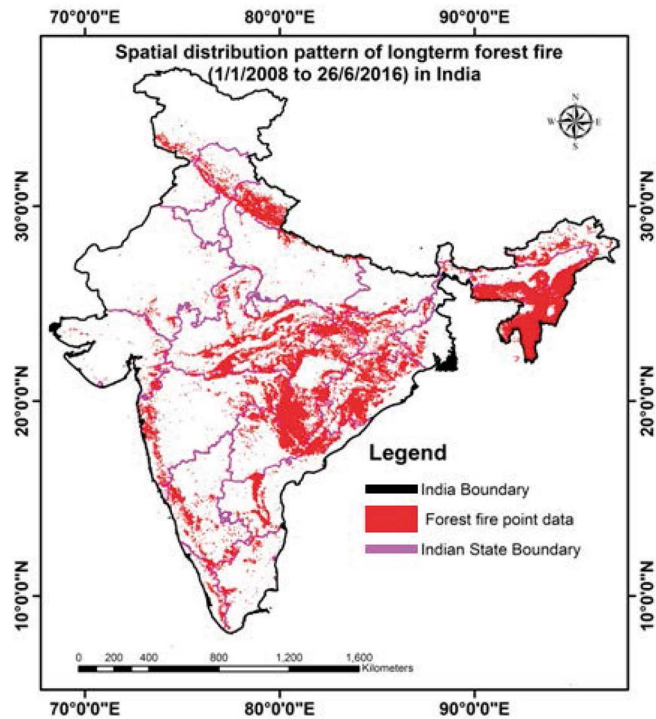 70°0'0"E 80°0'0"E 90°0'0"E
Spatial distribution pattern of longterm forest fire
(1/1/2008 to 26/6/2016) in India
N
W E
S
30°0'0"N 30°0'0"N
20°0'0"N 20°0'0"N
10°0'0"N 10°0'0"N
Legend
India Boundary
Forest fire point data
Indian State Boundary
0 200 400 800 1,200 1,600
Kilometers
70°0'0"E 80°0'0"E 90°0'0"E